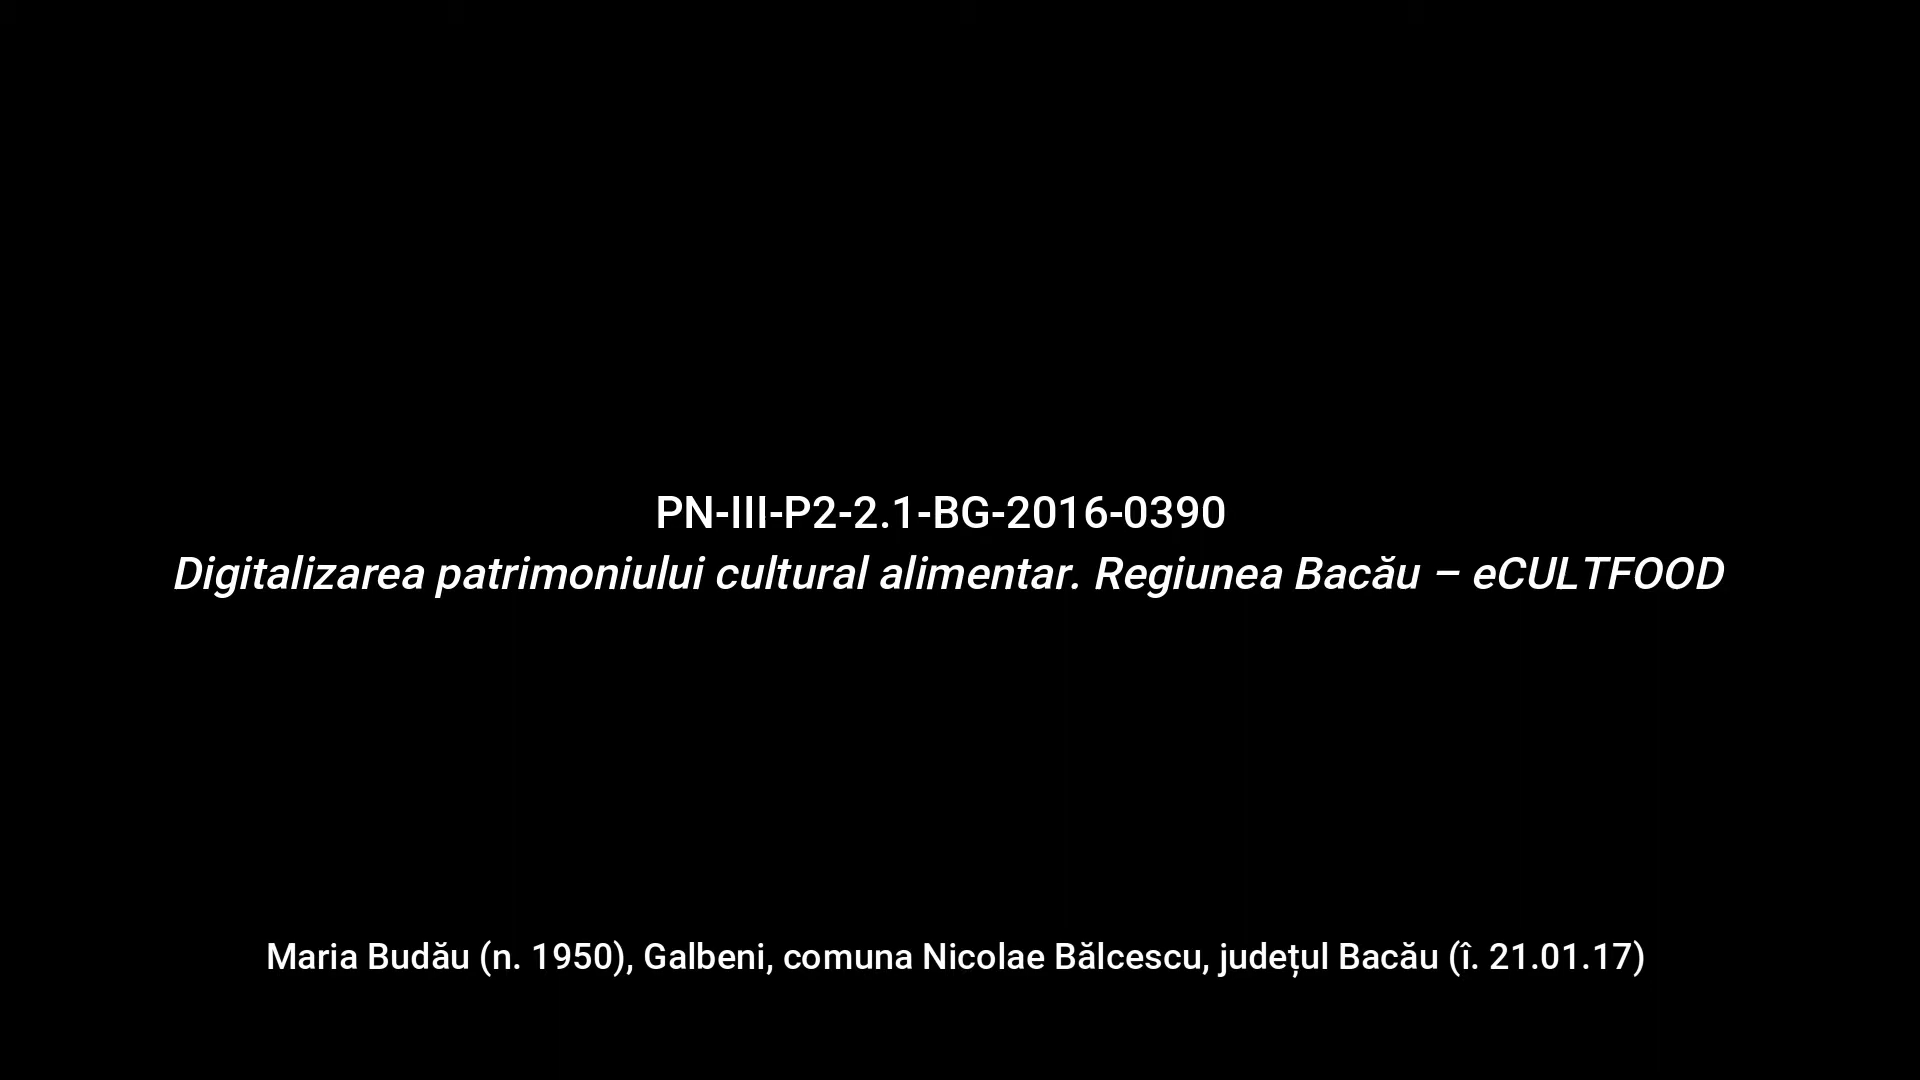 PN-III-P2-2.1-BG-2016-0390
Digitalizarea patrimoniului cultural alimentar. Regiunea Bacău – eCULTFOOD
Maria Budău (n. 1950), Galbeni, comuna Nicolae Bălcescu, județul Bacău (î. 21.01.17)